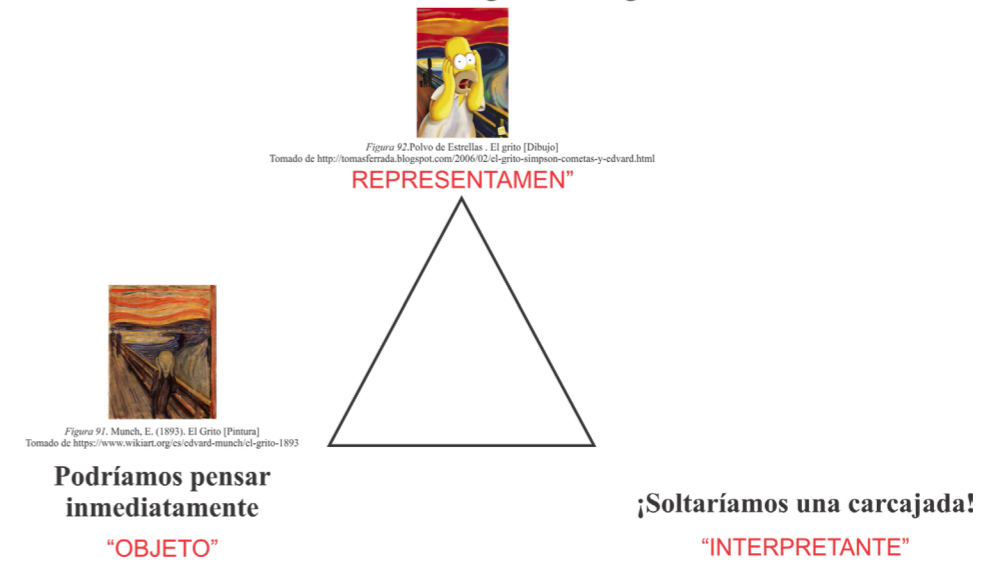 Figura 92.Polvo de Estrellas . El grito [Dibujo]
Tomado de http://tomasferrada.blogspot.com/2006/02/el-grito-simpson-cometas-y-edvard.html
REPRESENTAMEN”
Figura 91. Munch, E. (1893). El Grito [Pintura]
Tomado de https://www.wikiart.org/es/edvard-munch/el-grito-1893
Podríamos pensar
inmediatamente
“OBJETO”
¡Soltaríamos una carcajada!
“INTERPRETANTE”